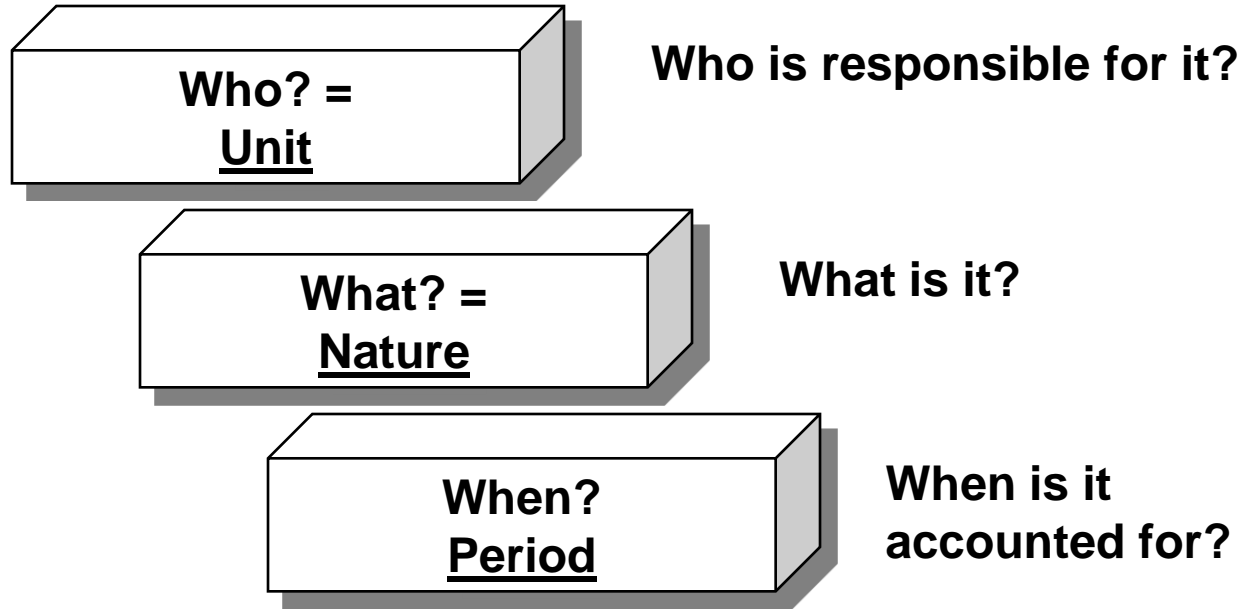 Who? =
Unit
Who is responsible for it?
What? =
Nature
What is it?
When?
Period
When is it
accounted for?